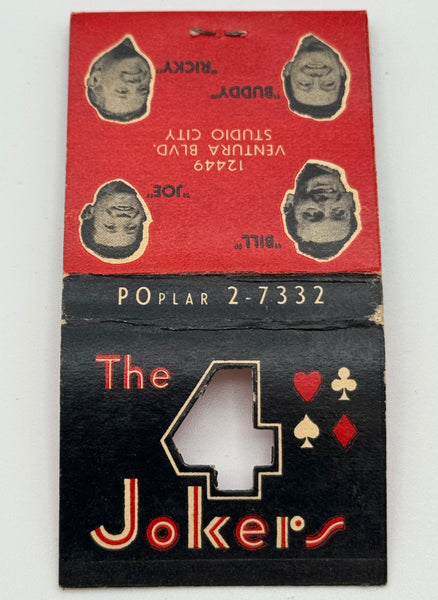 "BUDDY" "RICKY"
12449
VENTURA BLVD.
STUDIO CITY
"BILL" "JOE"
POPLAR 2-7332
The 4
Jokers